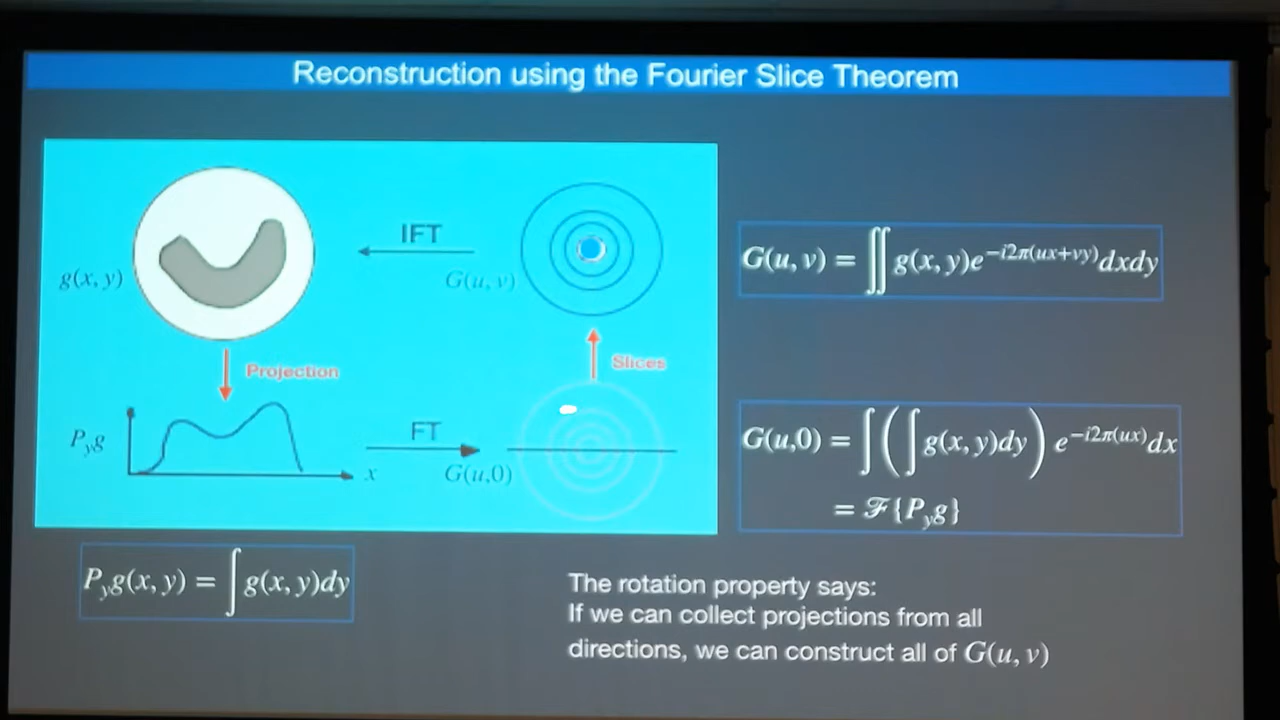 Reconstruction using the Fourier Slice Theorem
g(x, y)
IFT
G(u, v)
Projection
Slices
P_y g
x
FT
G(u,0)
G(u, v) = ∬ g(x, y)e^{−i2π(ux+vy)}dxdy
G(u,0) = ∫(∫ g(x, y)dy) e^{−i2π(ux)}dx
= ℱ{P_y g}
P_y g(x, y) = ∫ g(x, y)dy
The rotation property says:
If we can collect projections from all
directions, we can construct all of G(u, v)